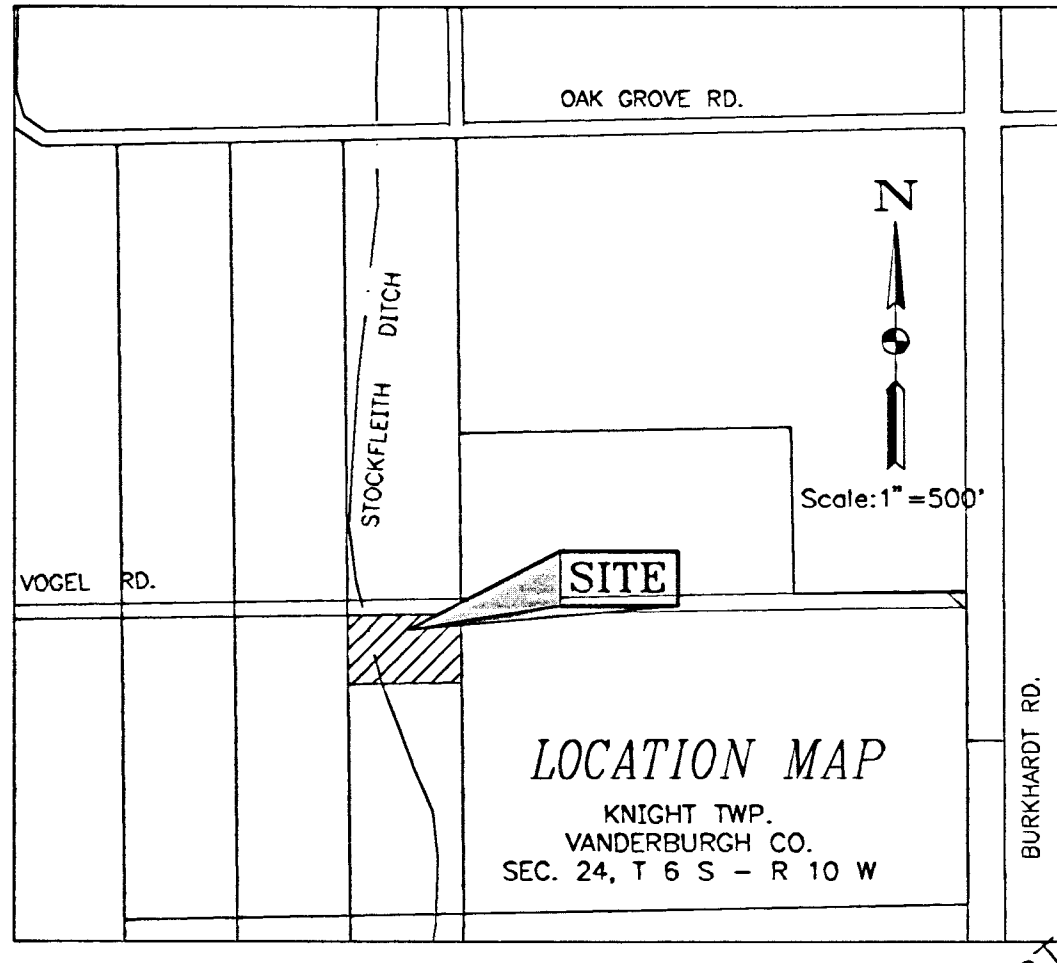 OAK GROVE RD.
N
STOCKFLEITH DITCH
Scale:1"=500'
VOGEL RD.
SITE
BURKHARDT RD.
LOCATION MAP
KNIGHT TWP.
VANDERBURGH CO.
SEC. 24, T 6 S - R 10 W